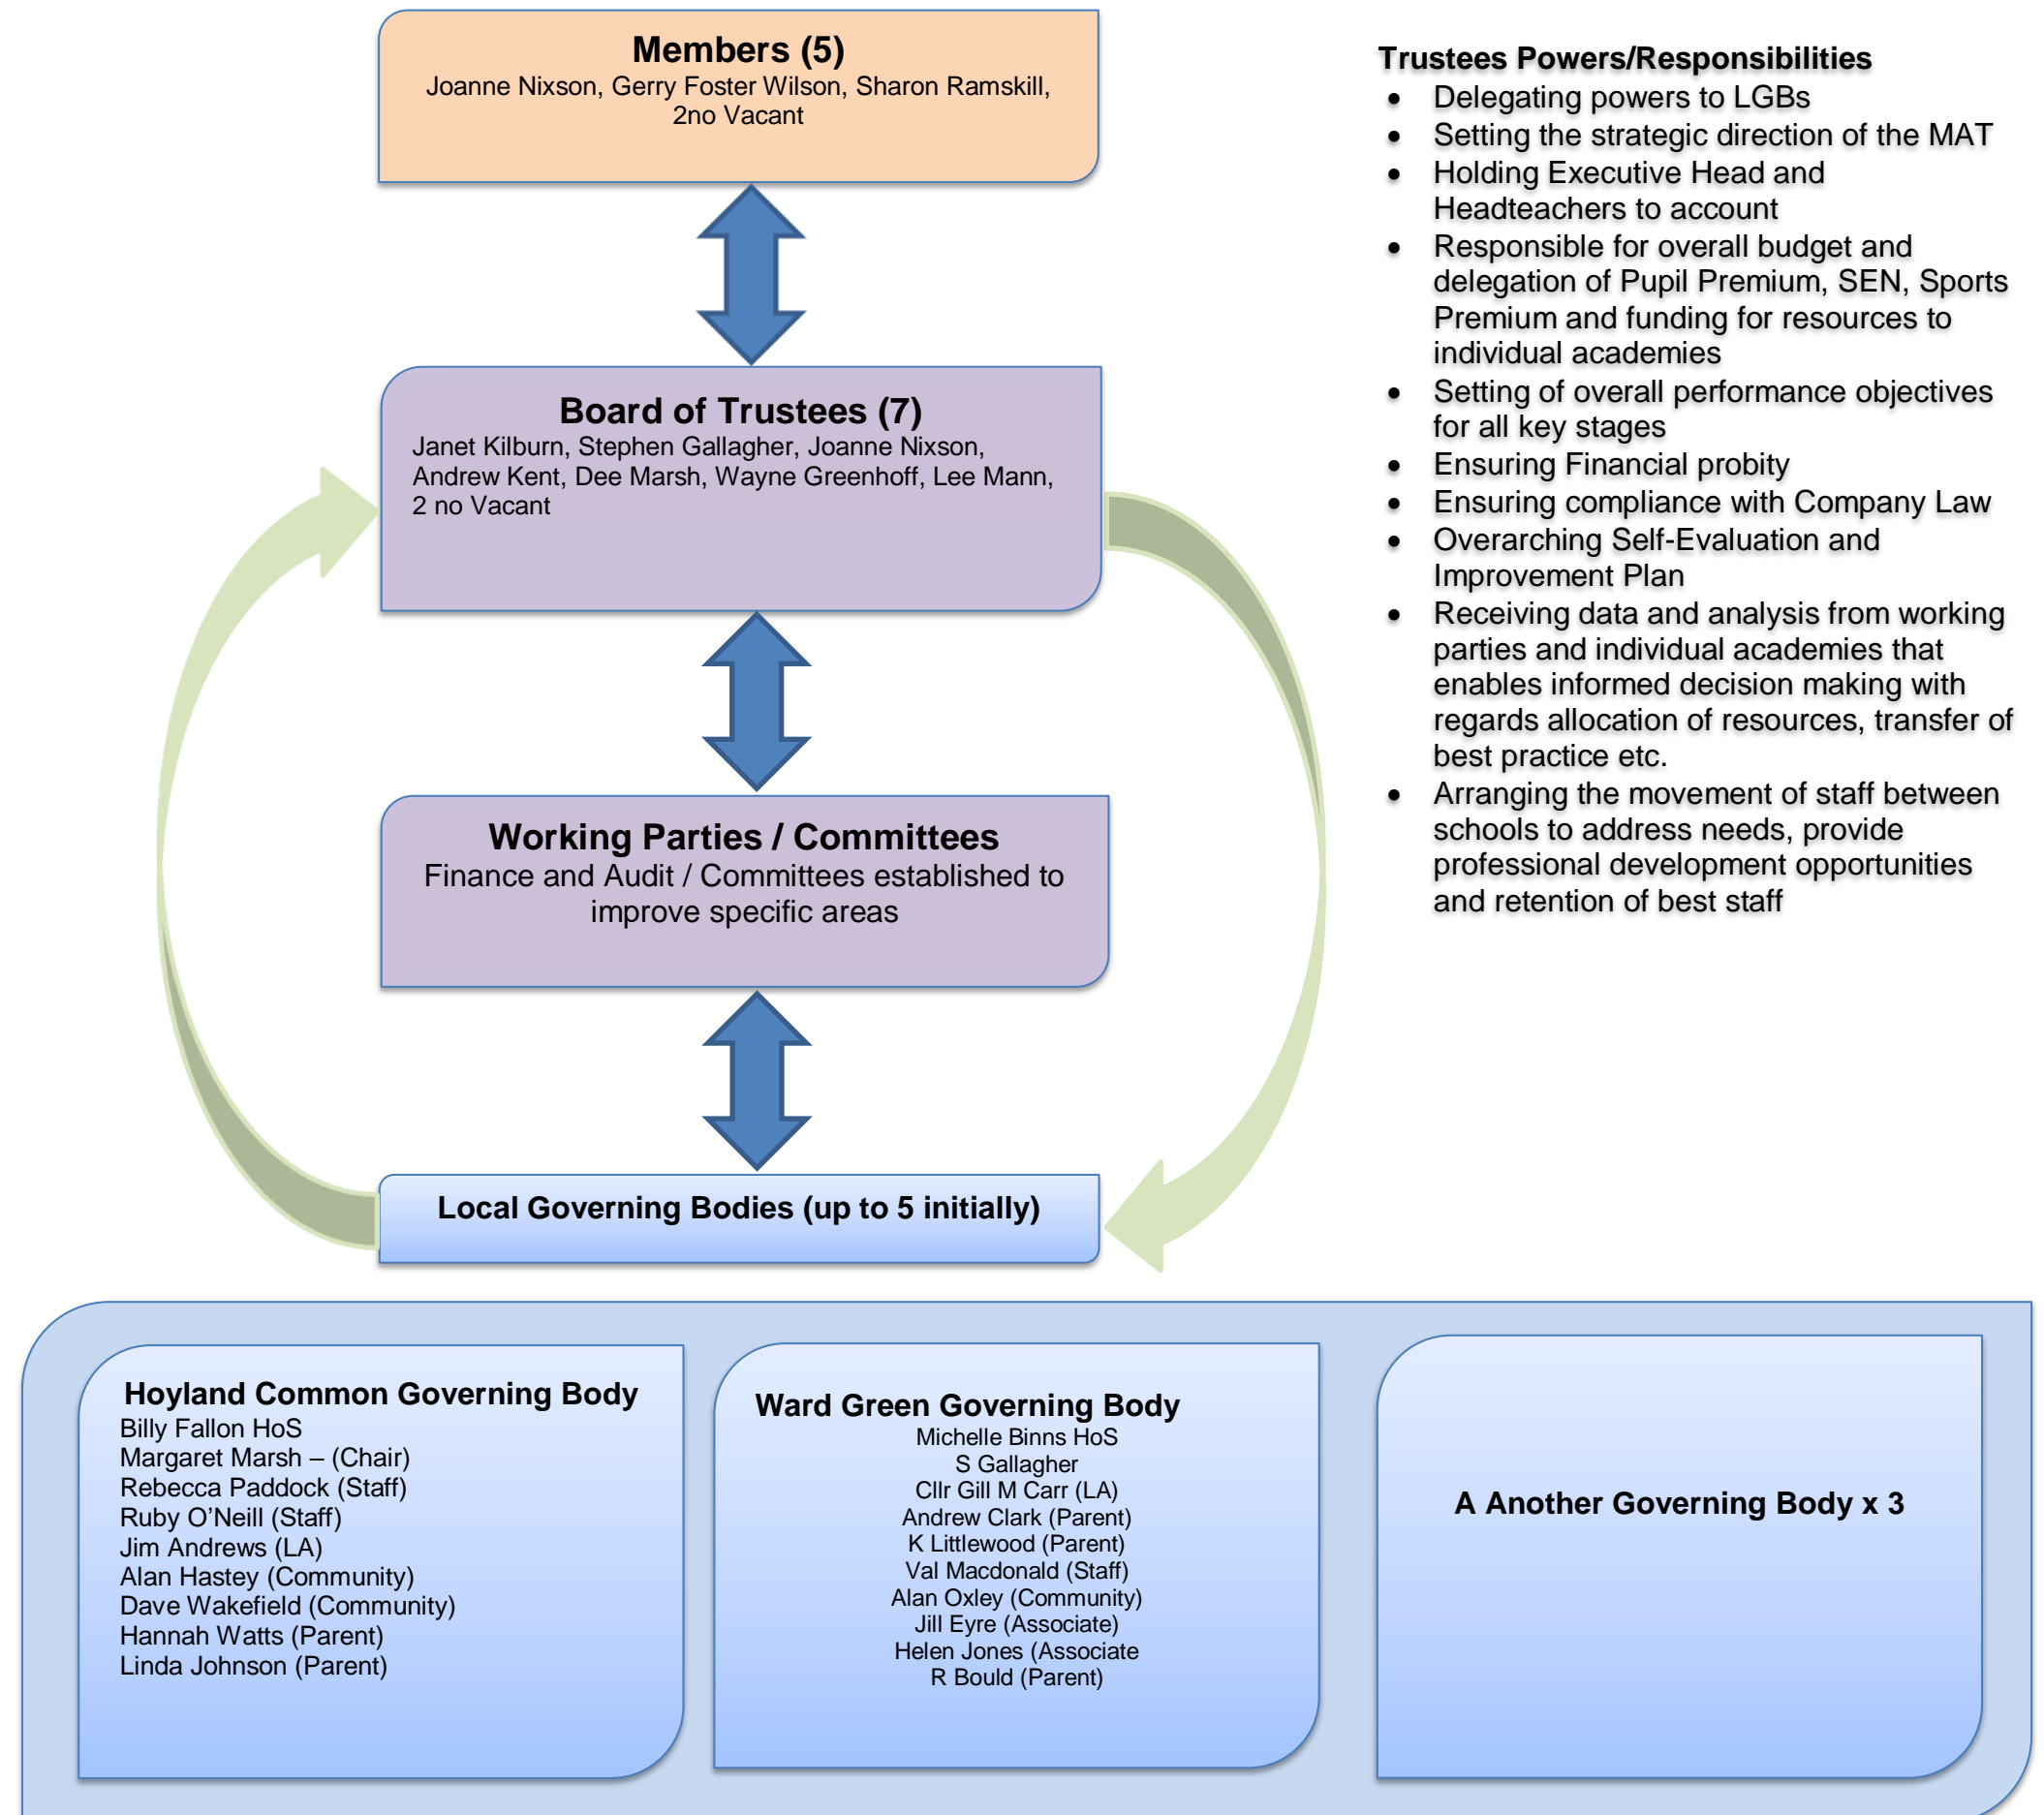 Members (5)
Joanne Nixson, Gerry Foster Wilson, Sharon Ramskill,
2no Vacant
Board of Trustees (7)
Janet Kilburn, Stephen Gallagher, Joanne Nixson,
Andrew Kent, Dee Marsh, Wayne Greenhoff, Lee Mann,
2 no Vacant
Working Parties / Committees
Finance and Audit / Committees established to
improve specific areas
Local Governing Bodies (up to 5 initially)
Trustees Powers/Responsibilities
• Delegating powers to LGBs
• Setting the strategic direction of the MAT
• Holding Executive Head and
Headteachers to account
• Responsible for overall budget and
delegation of Pupil Premium, SEN, Sports
Premium and funding for resources to
individual academies
• Setting of overall performance objectives
for all key stages
• Ensuring Financial probity
• Ensuring compliance with Company Law
• Overarching Self-Evaluation and
Improvement Plan
• Receiving data and analysis from working
parties and individual academies that
enables informed decision making with
regards allocation of resources, transfer of
best practice etc.
• Arranging the movement of staff between
schools to address needs, provide
professional development opportunities
and retention of best staff
Hoyland Common Governing Body
Billy Fallon HoS
Margaret Marsh – (Chair)
Rebecca Paddock (Staff)
Ruby O’Neill (Staff)
Jim Andrews (LA)
Alan Hastey (Community)
Dave Wakefield (Community)
Hannah Watts (Parent)
Linda Johnson (Parent)
Ward Green Governing Body
Michelle Binns HoS
S Gallagher
Cllr Gill M Carr (LA)
Andrew Clark (Parent)
K Littlewood (Parent)
Val Macdonald (Staff)
Alan Oxley (Community)
Jill Eyre (Associate)
Helen Jones (Associate
R Bould (Parent)
A Another Governing Body x 3